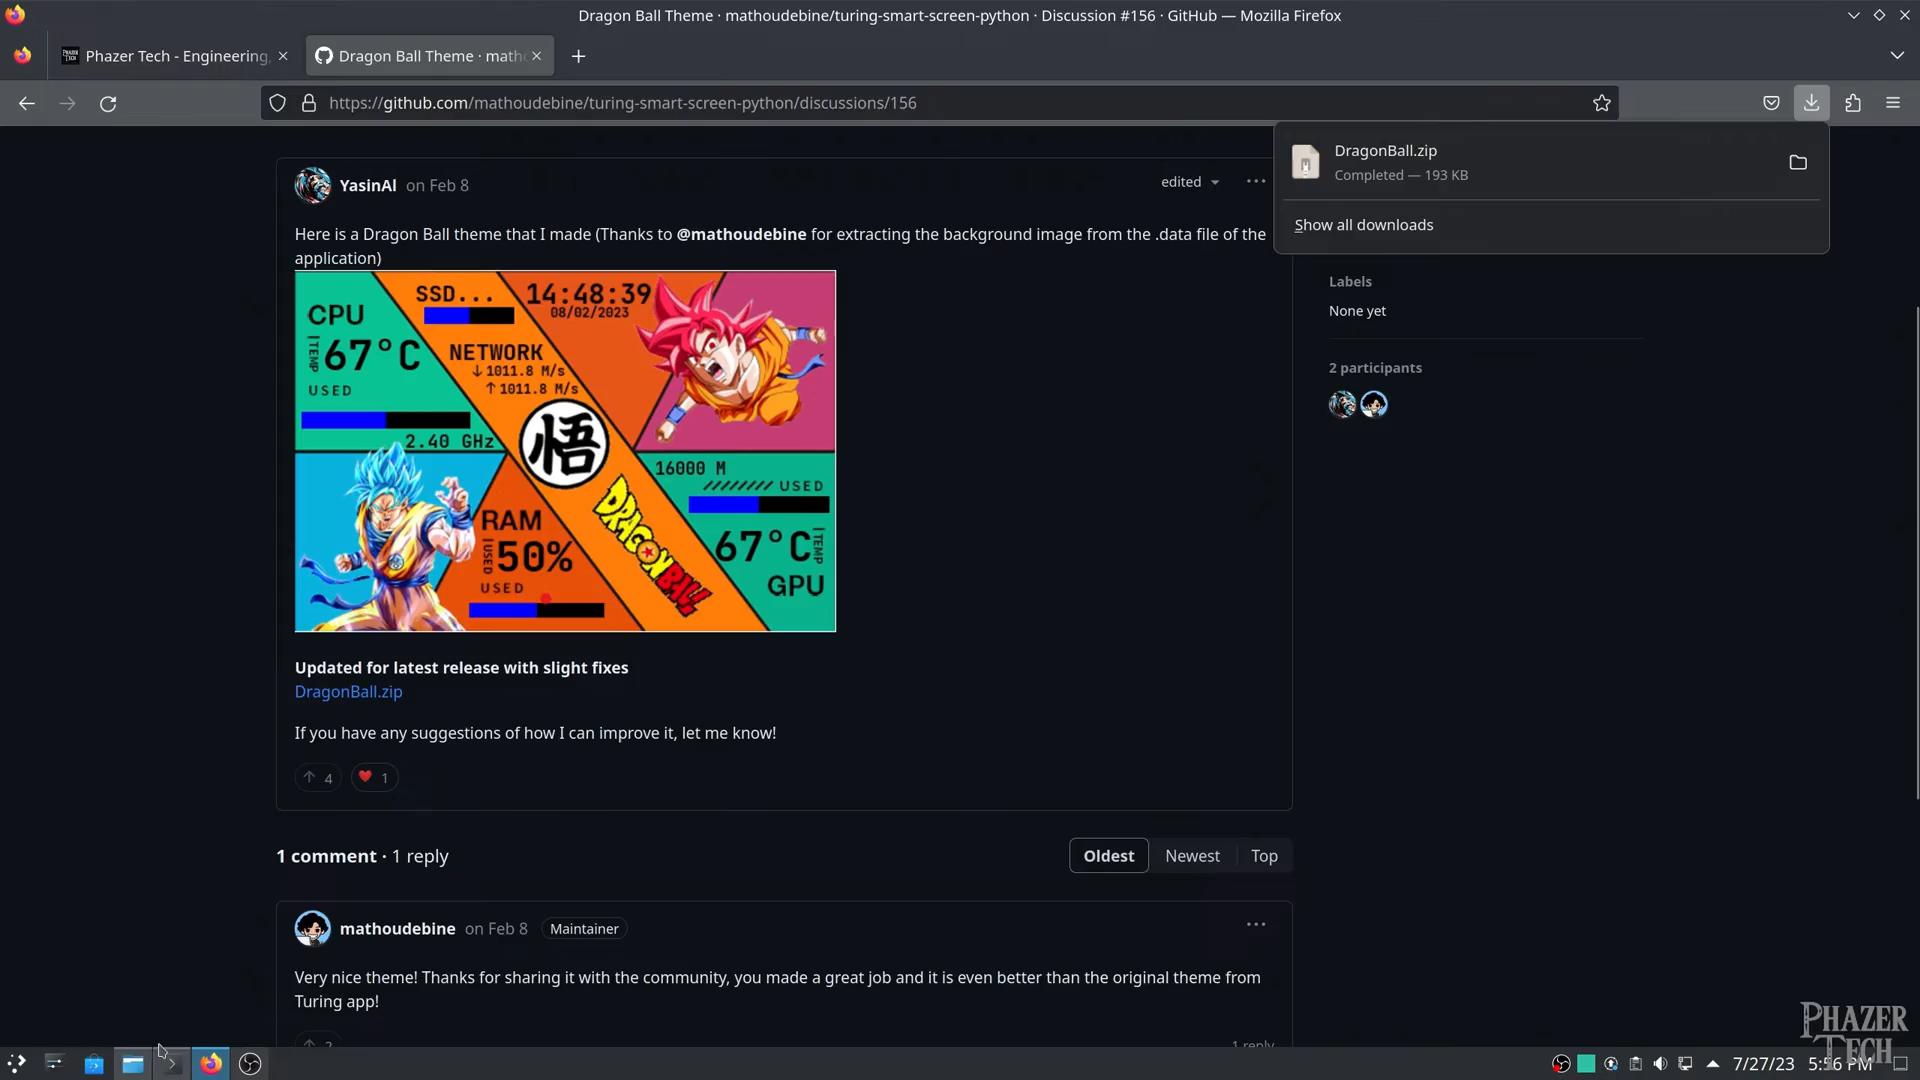 Dragon Ball Theme · mathoudebine/turing-smart-screen-python · Discussion #156 · GitHub — Mozilla Firefox
Phazer Tech - Engineering,
Dragon Ball Theme · math
https://github.com/mathoudebine/turing-smart-screen-python/discussions/156
DragonBall.zip
Completed — 193 KB
Show all downloads
YasinAl on Feb 8
edited
Here is a Dragon Ball theme that I made (Thanks to @mathoudebine for extracting the background image from the .data file of the
application)
CPU
TEMP
67°C
USED
2.40 GHz
SSD...
14:48:39
08/02/2023
NETWORK
↓1011.8 M/s
↑1011.8 M/s
悟
DRAGON BALL
16000 M
USED
67°C
TEMP
GPU
RAM
USED
50%
USED
Labels
None yet
2 participants
Updated for latest release with slight fixes
DragonBall.zip
If you have any suggestions of how I can improve it, let me know!
4
1
1 comment · 1 reply
Oldest
Newest
Top
mathoudebine on Feb 8 Maintainer
Very nice theme! Thanks for sharing it with the community, you made a great job and it is even better than the original theme from
Turing app!
2
1 reply
PHAZER
TECH
7/27/23
5:56 PM